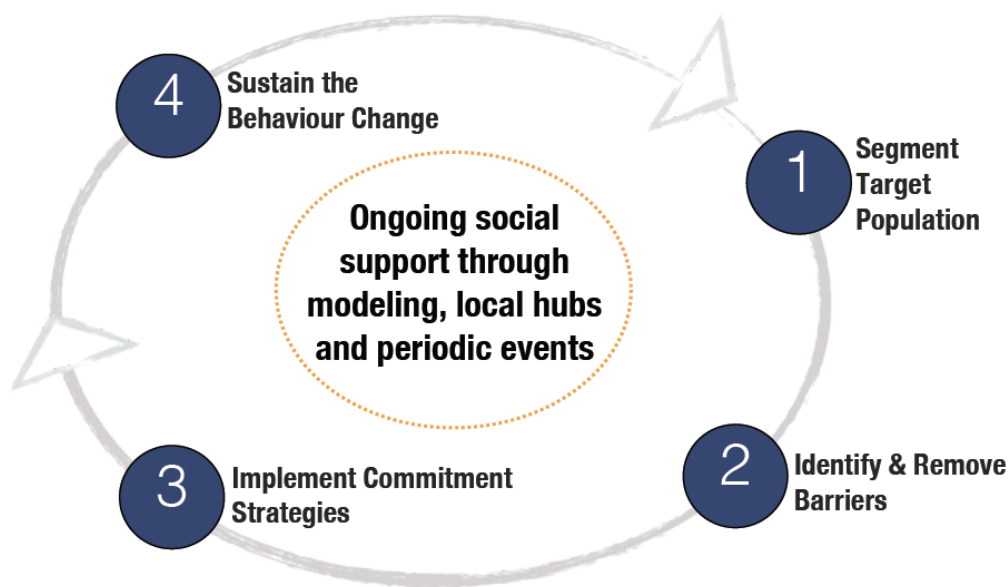 4
Sustain the
Behaviour Change
1
Segment
Target
Population
Ongoing social
support through
modeling, local hubs
and periodic events
2
Identify & Remove
Barriers
3
Implement Commitment
Strategies